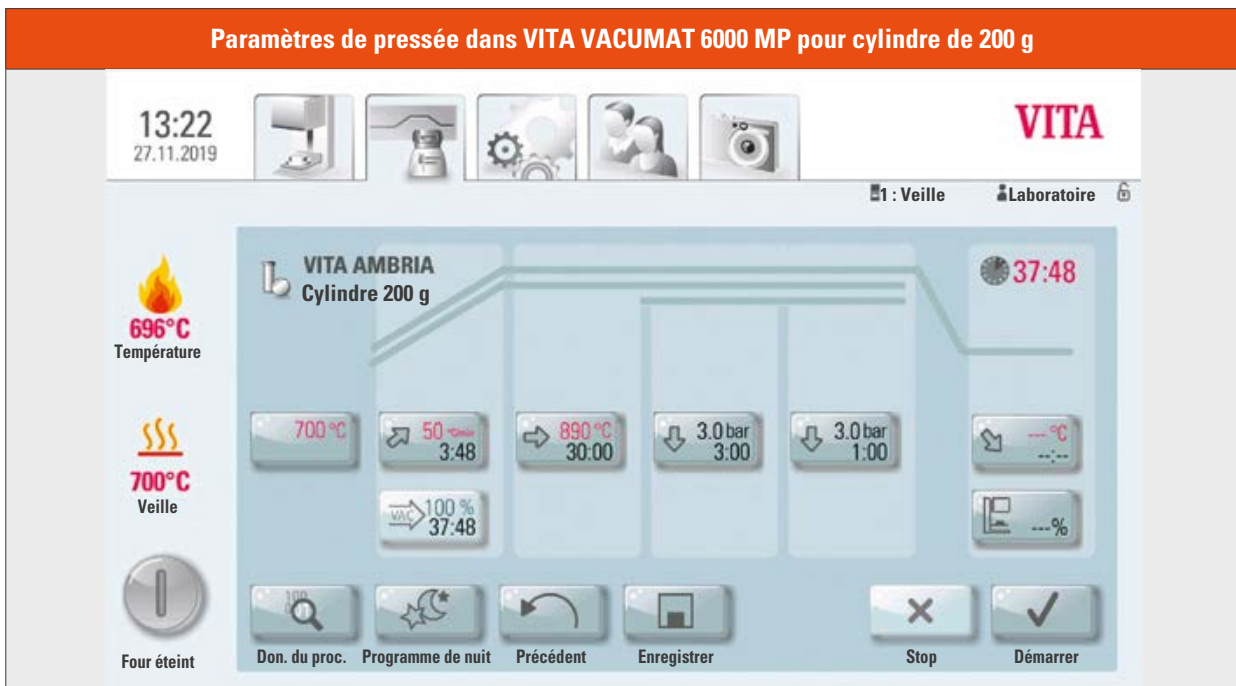 Paramètres de pressée dans VITA VACUMAT 6000 MP pour cylindre de 200 g
13:22
27.11.2019
VITA
1 : Veille
Laboratoire
VITA AMBRIA
Cylindre 200 g
37:48
696°C
Température
700°C
Veille
700 °C
50 °C/min
3:48
890 °C
30:00
3.0 bar
3:00
3.0 bar
1:00
--- °C
--:--
VAC
100 %
37:48
---%
Four éteint
Don. du proc.
Programme de nuit
Précédent
Enregistrer
Stop
Démarrer